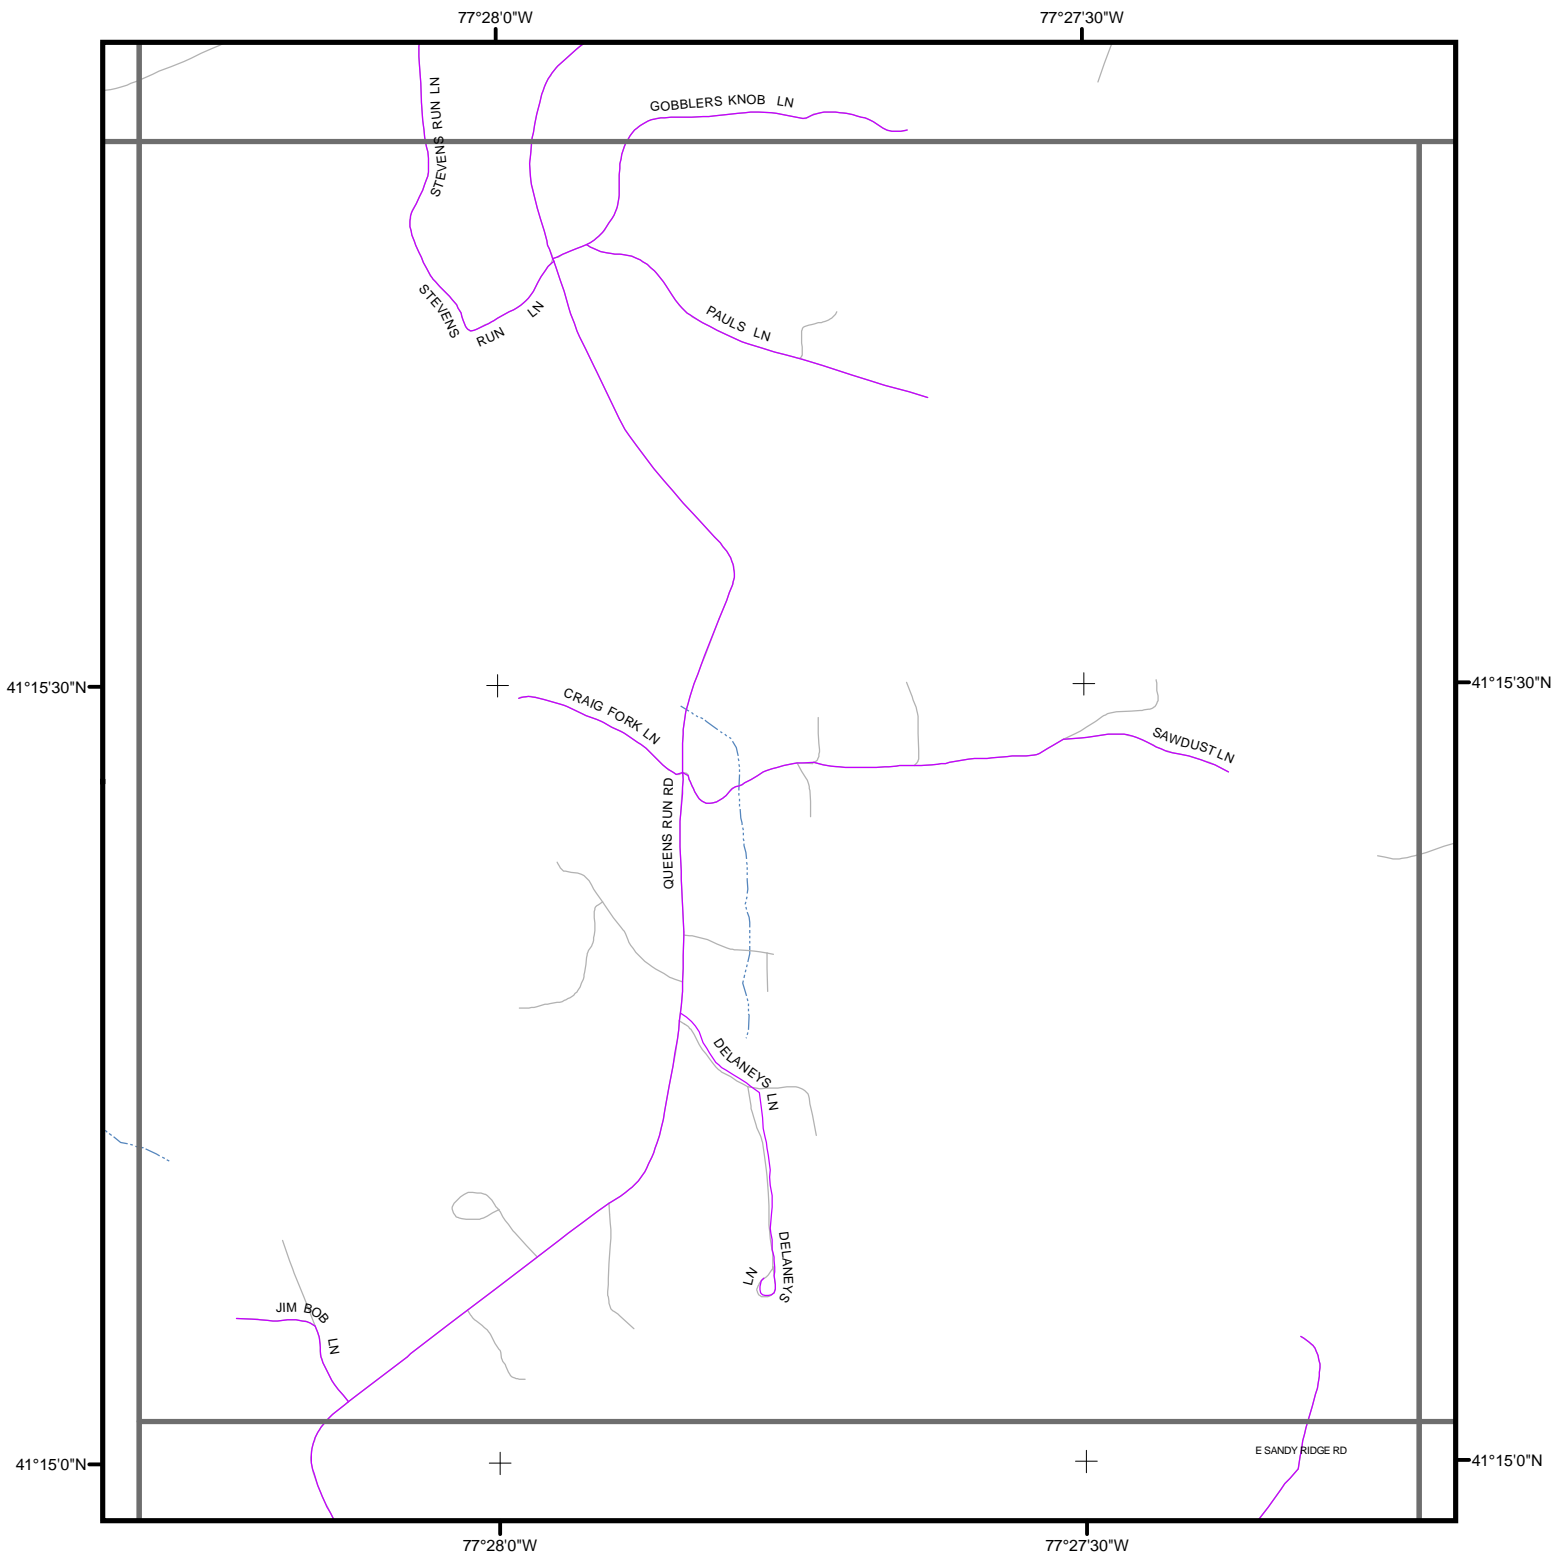 77°28'0"W
77°27'30"W
STEVENS RUN LN
GOBBLERS KNOB LN
STEVENS RUN LN
PAULS LN
41°15'30"N
41°15'30"N
CRAIG FORK LN
SAWDUST LN
QUEENS RUN RD
DELANEYS LN
DELANEYS LN
JIM BOB LN
E SANDY RIDGE RD
41°15'0"N
41°15'0"N
77°28'0"W
77°27'30"W